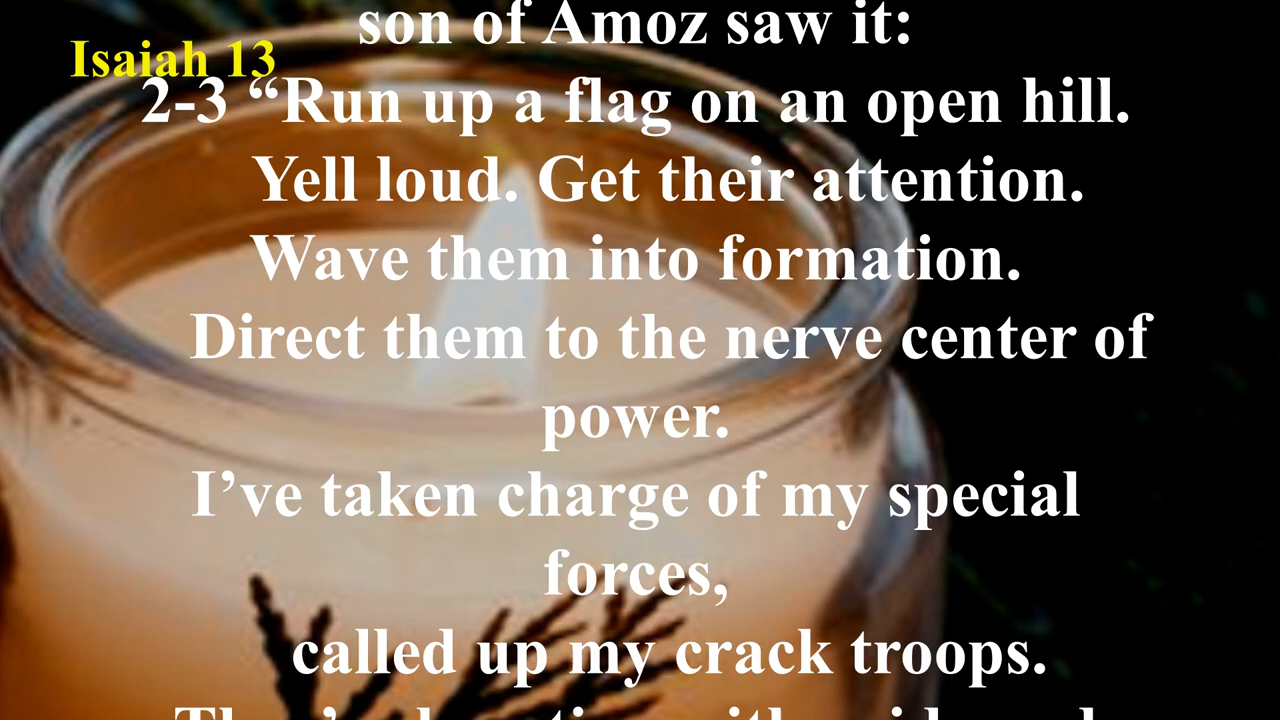 son of Amoz saw it:
Isaiah 13
2-3 “Run up a flag on an open hill.
Yell loud. Get their attention.
Wave them into formation.
Direct them to the nerve center of
power.
I’ve taken charge of my special
forces,
called up my crack troops.